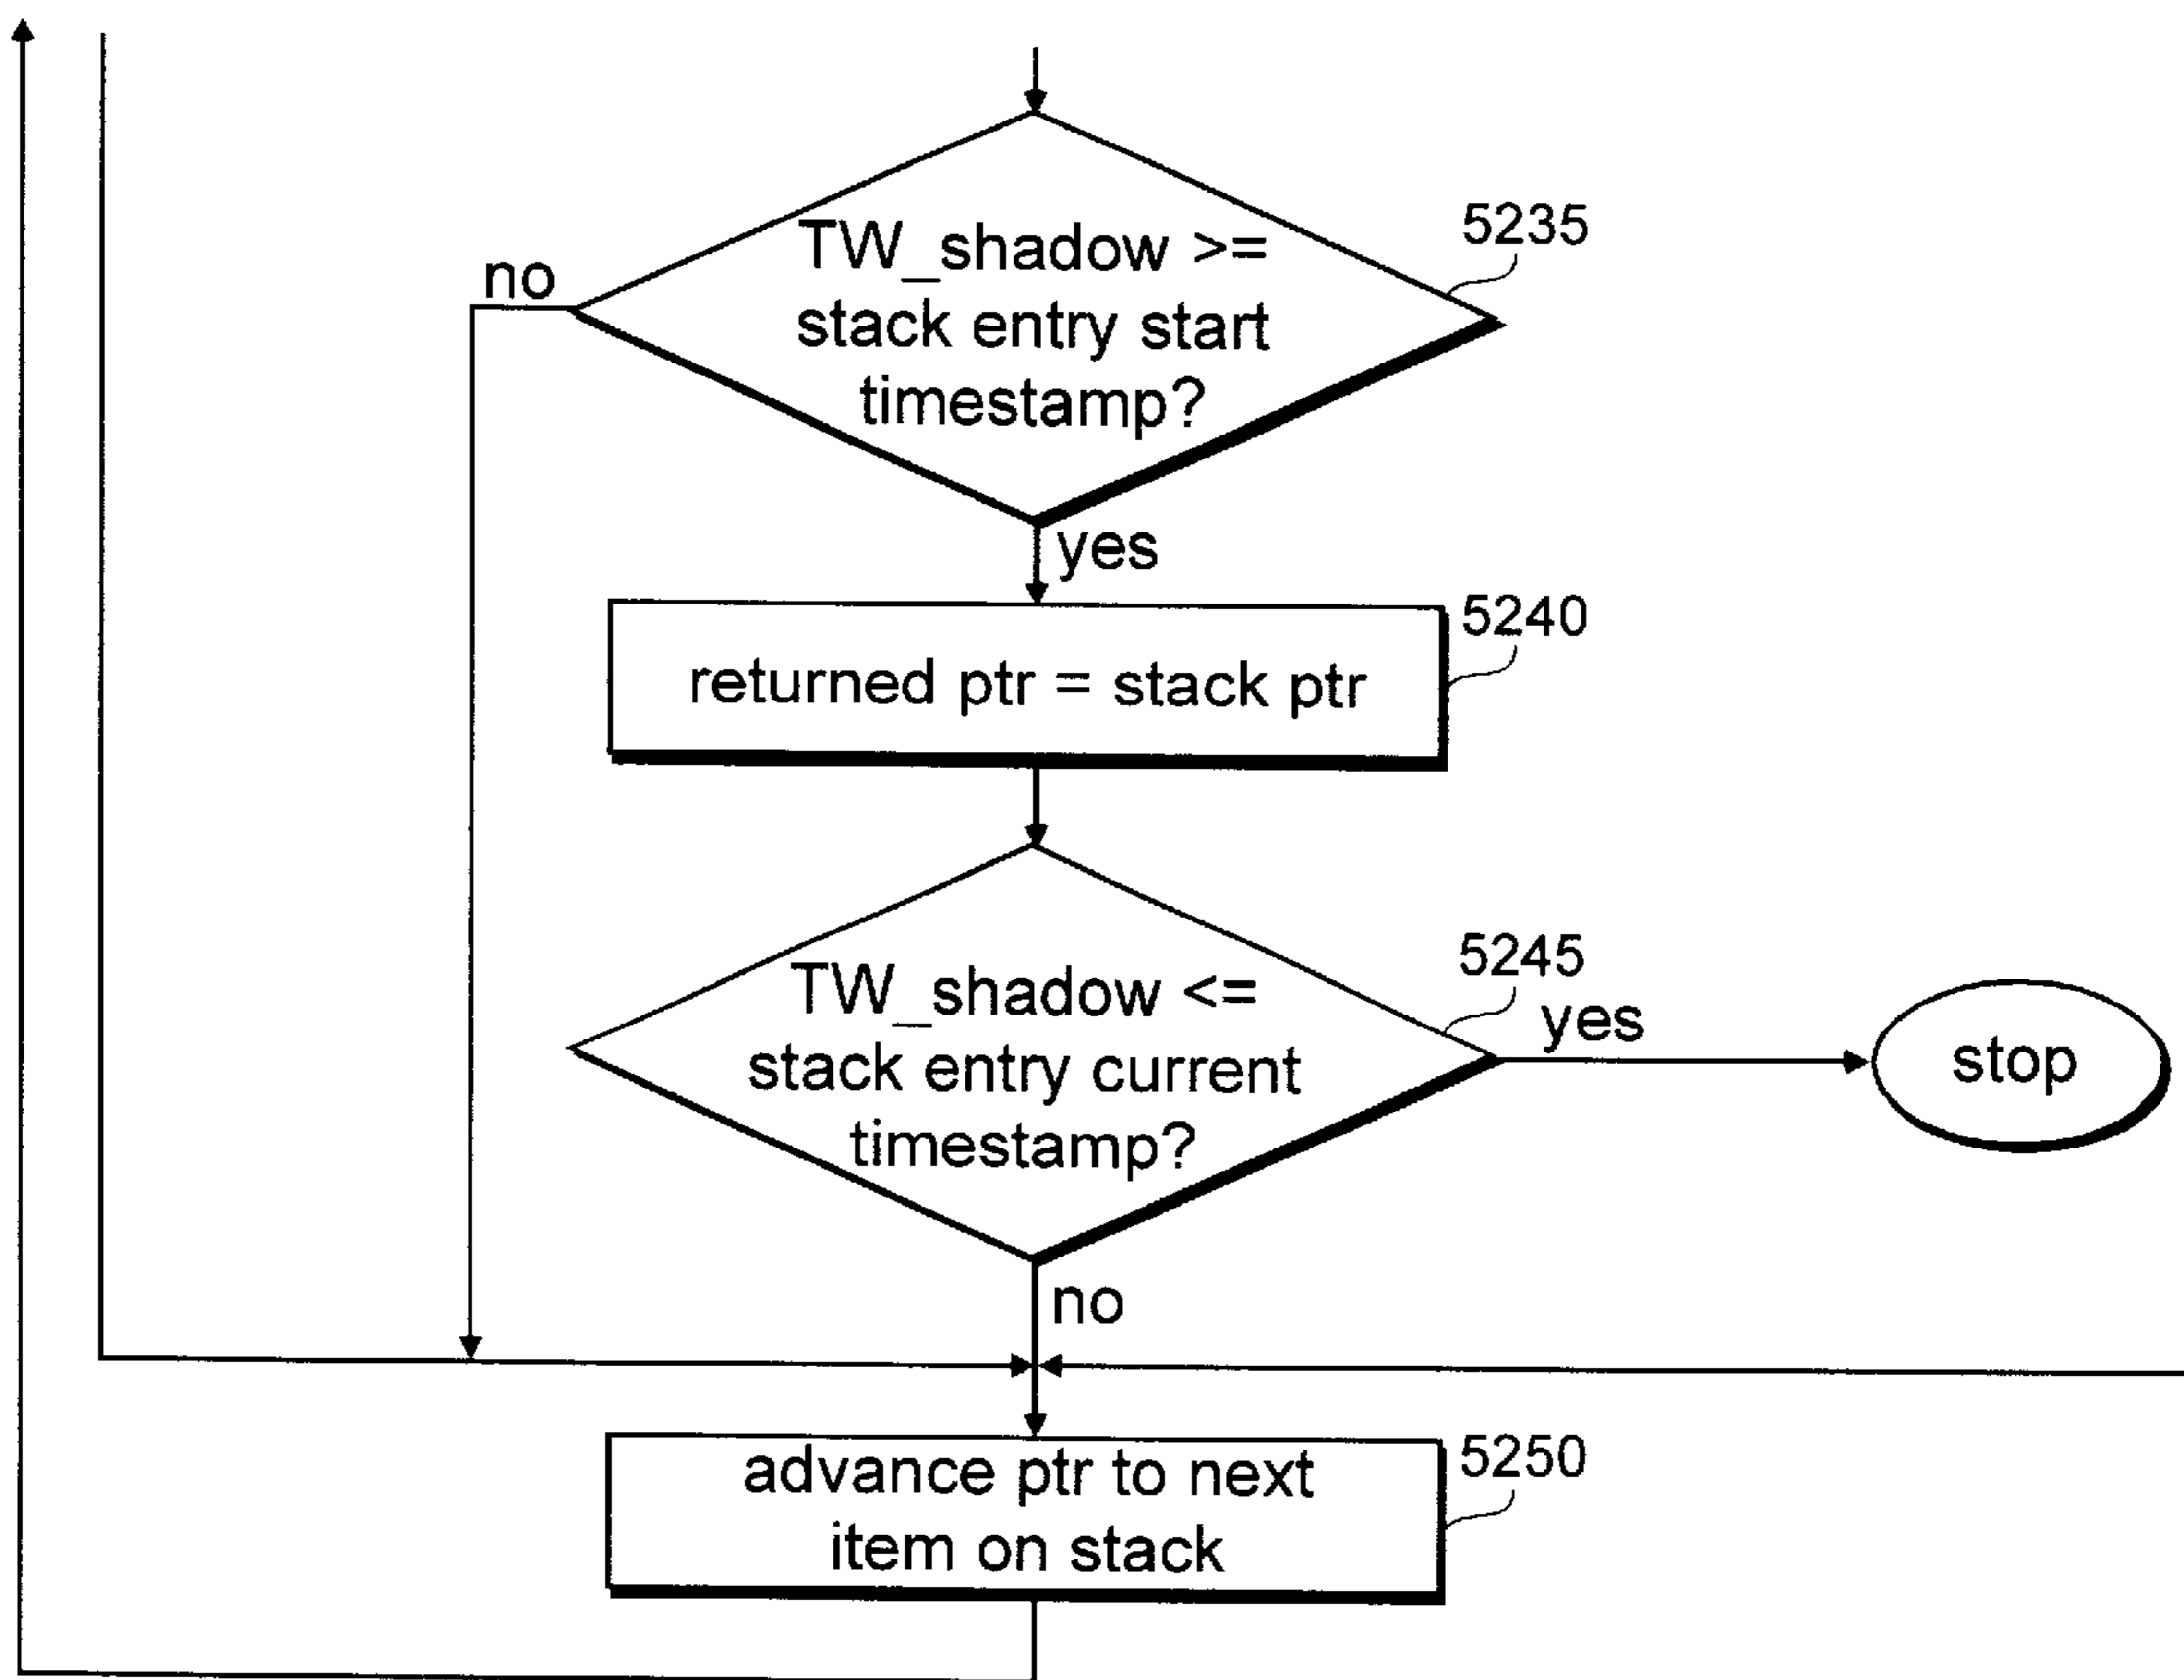 TW_shadow >=
stack entry start
timestamp?
5235
no
yes
5240
returned ptr = stack ptr
TW_shadow <=
stack entry current
timestamp?
5245
yes
stop
no
5250
advance ptr to next
item on stack